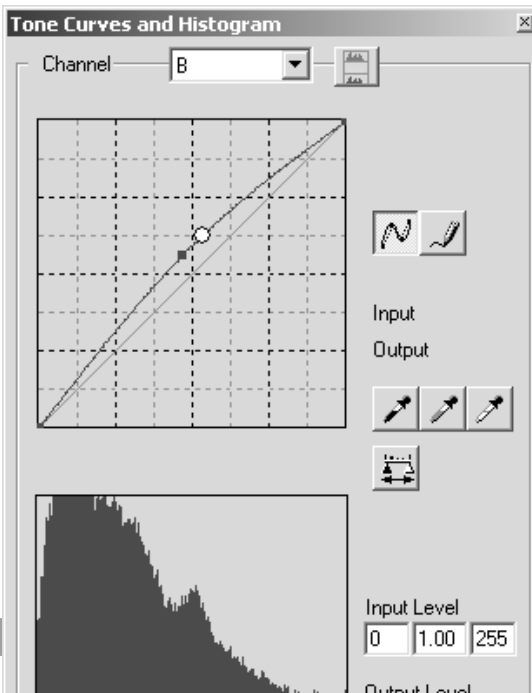 Tone Curves and Histogram
Channel B
Input
Output
Input Level
0 1.00 255
Output Level